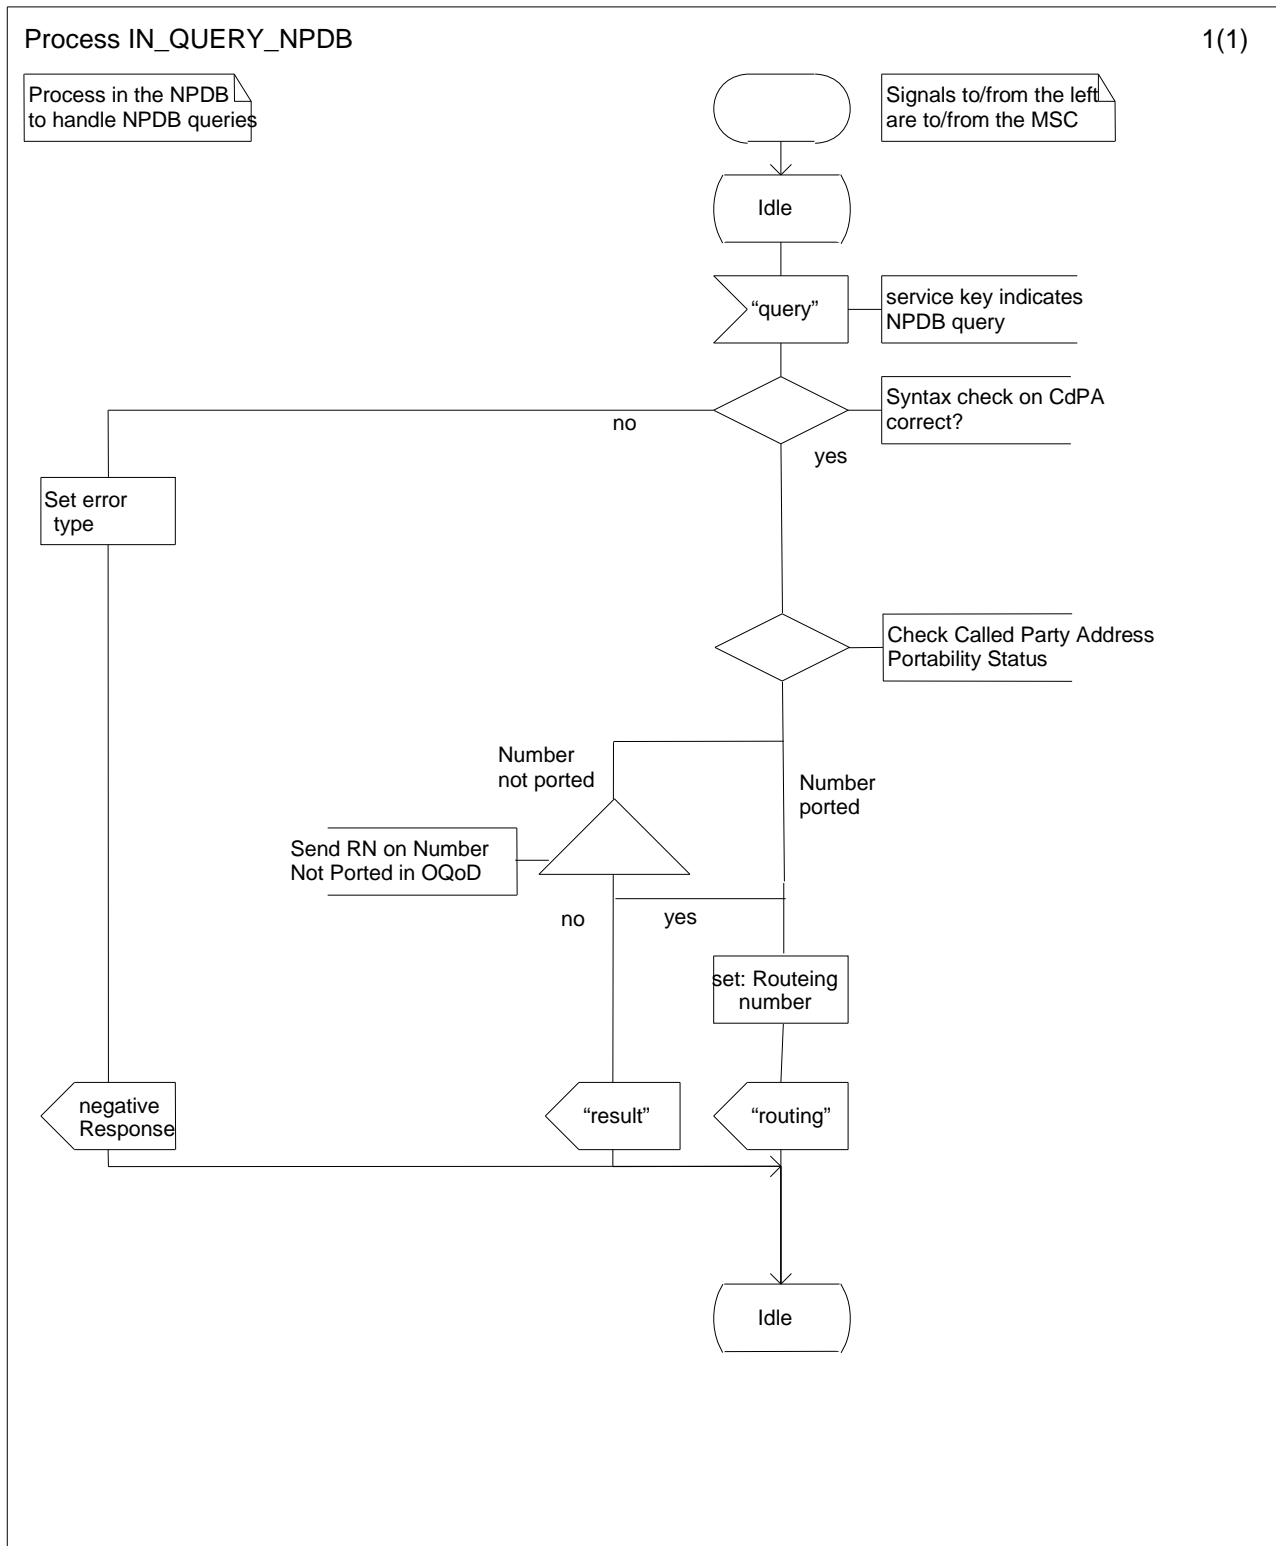 Process IN_QUERY_NPDB
1(1)
Process in the NPDB
to handle NPDB queries
Signals to/from the left
are to/from the MSC
Idle
“query”
service key indicates
NPDB query
Syntax check on CdPA
correct?
no
yes
Set error
type
Check Called Party Address
Portability Status
Number
not ported
Number
ported
Send RN on Number
Not Ported in OQoD
no
yes
set: Routeing
number
negative
Response
“result”
“routing”
Idle